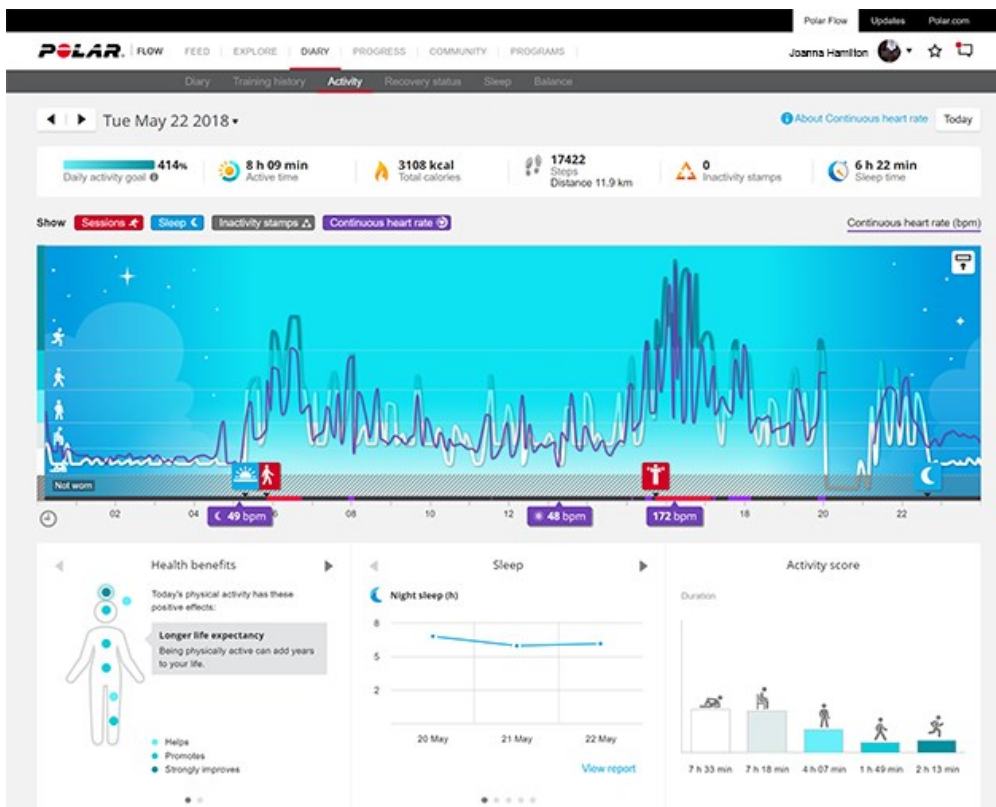 Polar Flow Updates Polar.com
POLAR. FLOW FEED EXPLORE DIARY PROGRESS COMMUNITY PROGRAMS Joanna Hamilton
Diary Training history Activity Recovery status Sleep Balance
Tue May 22 2018 About Continuous heart rate Today
414% 8 h 09 min 3108 kcal 17422 0 6 h 22 min
Daily activity goal Active time Total calories Steps Inactivity stamps Sleep time
Distance 11.9 km
Show Sessions Sleep Inactivity stamps Continuous heart rate Continuous heart rate (bpm)
Not worn
02 04 6 08 10 12 18 20 22
49 bpm 48 bpm 172 bpm
Health benefits
Today's physical activity has these
positive effects:
Longer life expectancy
Being physically active can add years
to your life.
Helps
Promotes
Strongly improves
Sleep
Night sleep (h)
8
5
2
20 May 21 May 22 May
View report
Activity score
Duration
7 h 33 min 7 h 18 min 4 h 07 min 1 h 49 min 2 h 13 min